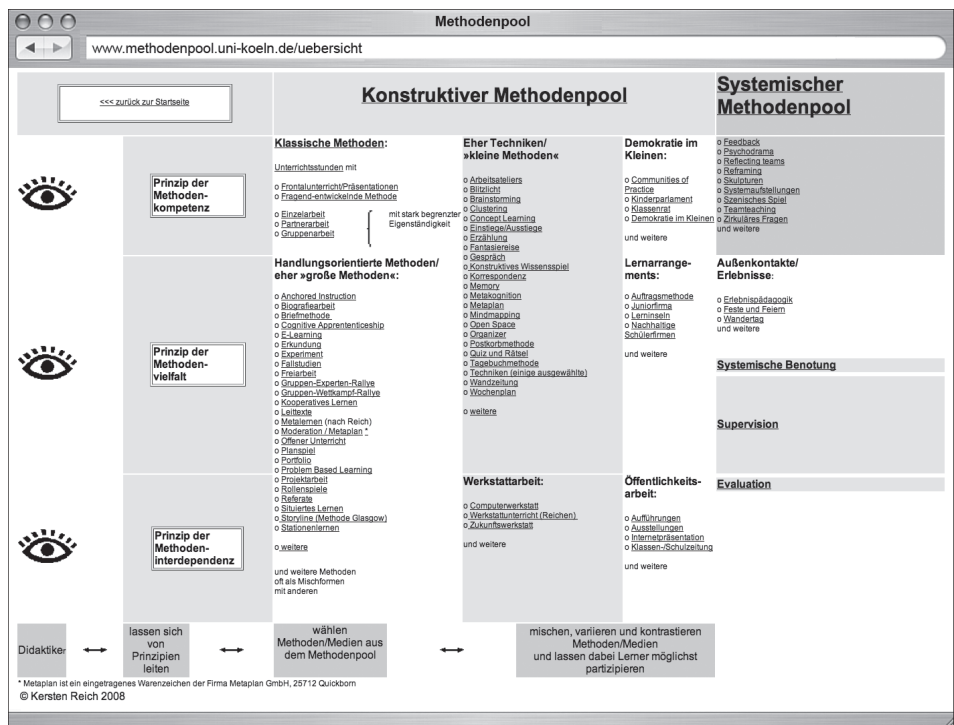 Methodenpool
www.methodenpool.uni-koeln.de/uebersicht
<<< zurück zur Startseite
Konstruktiver Methodenpool
Systemischer
Methodenpool
Prinzip der
Methoden-
kompetenz
Klassische Methoden:
Unterrichtsstunden mit
o Frontalunterricht/Präsentationen
o Fragend-entwickelnde Methode
o Einzelarbeit
o Partnerarbeit
o Gruppenarbeit
mit stark begrenzter
Eigenständigkeit
Eher Techniken/
»kleine Methoden«
o Arbeitsateliers
o Blitzlicht
o Brainstorming
o Clustering
o Concept Learning
o Einstiege/Ausstiege
o Erzählung
o Fantasiereise
o Gespräch
o Konstruktives Wissensspiel
o Korrespondenz
o Memory
o Metakognition
o Metaplan
o Mindmapping
o Open Space
o Organizer
o Postkorbmethode
o Quiz und Rätsel
o Tagebuchmethode
o Techniken (einige ausgewählte)
o Wandzeitung
o Wochenplan
o weitere
Demokratie im
Kleinen:
o Communities of
Practice
o Kinderparlament
o Klassenrat
o Demokratie im Kleinen
und weitere
o Feedback
o Psychodrama
o Reflecting teams
o Reframing
o Skulpturen
o Systemaufstellungen
o Szenisches Spiel
o Teamteaching
o Zirkuläres Fragen
und weitere
Prinzip der
Methoden-
vielfalt
Handlungsorientierte Methoden/
eher »große Methoden«:
o Anchored Instruction
o Biografiearbeit
o Briefmethode
o Cognitive Apprententiceship
o E-Learning
o Erkundung
o Experiment
o Fallstudien
o Freiarbeit
o Gruppen-Experten-Rallye
o Gruppen-Wettkampf-Rallye
o Kooperatives Lernen
o Leittexte
o Metalernen (nach Reich)
o Moderation / Metaplan *
o Offener Unterricht
o Planspiel
o Portfolio
o Problem Based Learning
o Projektarbeit
o Rollenspiele
o Referate
o Situiertes Lernen
o Storyline (Methode Glasgow)
o Stationenlernen
o weitere
und weitere Methoden
oft als Mischformen
mit anderen
Lernarrange-
ments:
o Auftragsmethode
o Juniorfirma
o Lerninseln
o Nachhaltige
Schülerfirmen
und weitere
Außenkontakte/
Erlebnisse:
o Erlebnispädagogik
o Feste und Feiern
o Wandertag
und weitere
Systemische Benotung
Supervision
Evaluation
Prinzip der
Methoden-
interdependenz
Werkstattarbeit:
o Computerwerkstatt
o Werkstattunterricht (Reichen)
o Zukunftswerkstatt
und weitere
Öffentlichkeits-
arbeit:
o Aufführungen
o Ausstellungen
o Internetpräsentation
o Klassen-/Schulzeitung
und weitere
Didaktiker
lassen sich
von
Prinzipien
leiten
wählen
Methoden/Medien aus
dem Methodenpool
mischen, variieren und kontrastieren
Methoden/Medien
und lassen dabei Lerner möglichst
partizipieren
* Metaplan ist ein eingetragenes Warenzeichen der Firma Metaplan GmbH, 25712 Quickborn
© Kersten Reich 2008